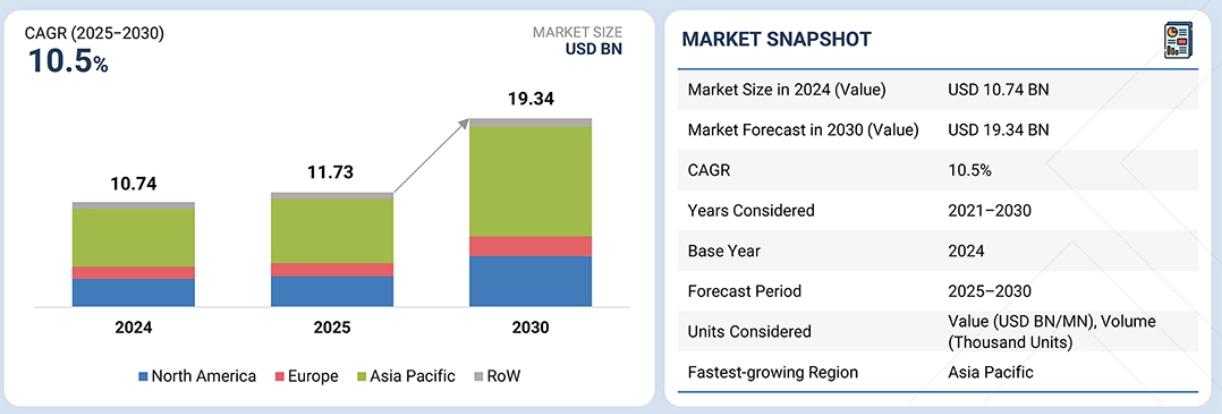 CAGR (2025–2030)
10.5%
MARKET SIZE
USD BN
10.74
11.73
19.34
2024
2025
2030
North America
Europe
Asia Pacific
RoW
MARKET SNAPSHOT
Market Size in 2024 (Value) USD 10.74 BN
Market Forecast in 2030 (Value) USD 19.34 BN
CAGR 10.5%
Years Considered 2021–2030
Base Year 2024
Forecast Period 2025–2030
Units Considered Value (USD BN/MN), Volume
(Thousand Units)
Fastest-growing Region Asia Pacific